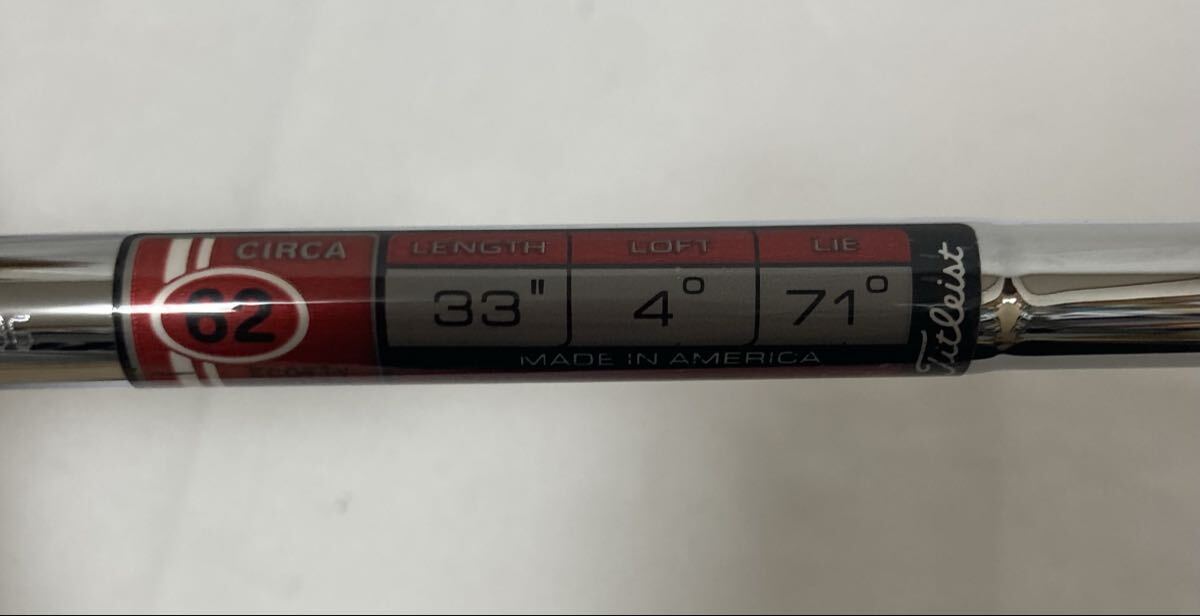 CIRCA
62
LENGTH LOFT LIE
33" 4° 71°
MADE IN AMERICA
Titleist